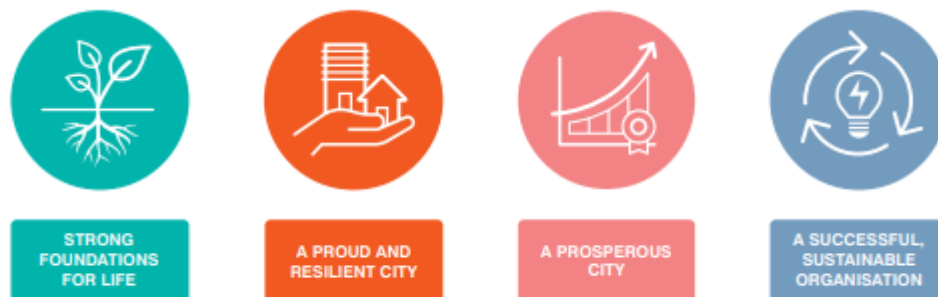 STRONG
FOUNDATIONS
FOR LIFE
A PROUD AND
RESILIENT CITY
A PROSPEROUS
CITY
A SUCCESSFUL,
SUSTAINABLE
ORGANISATION